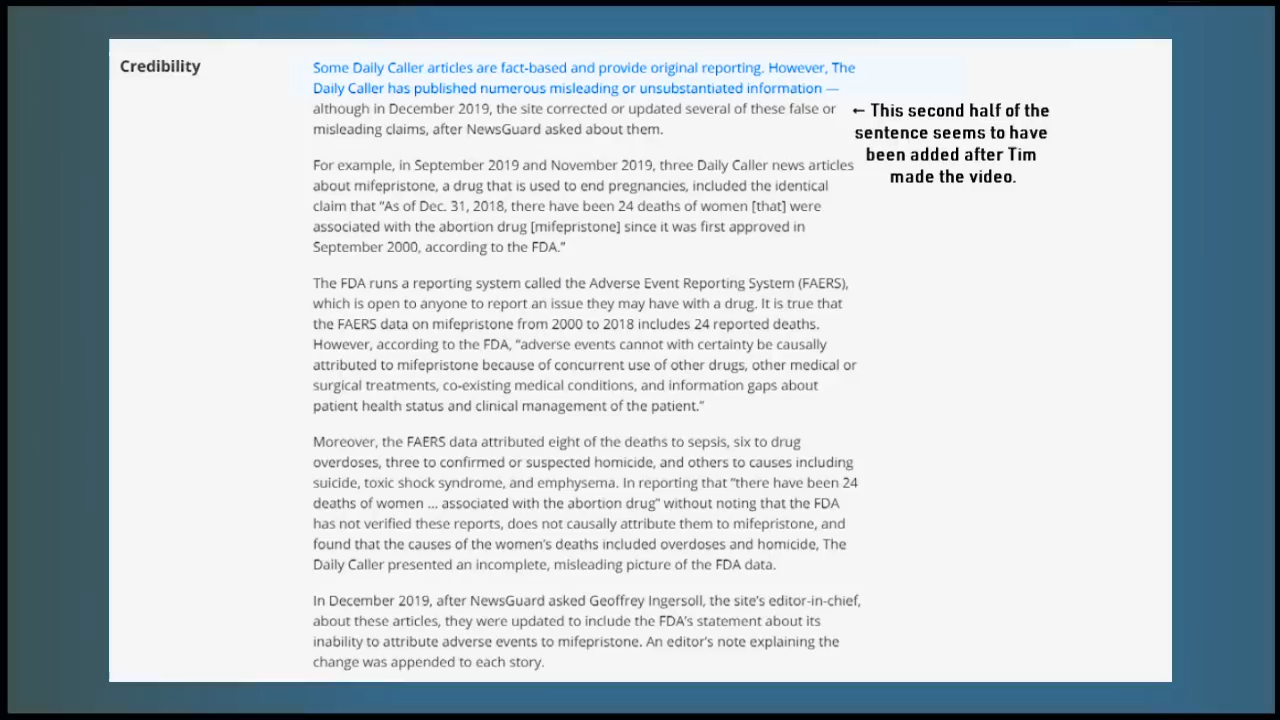 Credibility
Some Daily Caller articles are fact-based and provide original reporting. However, The
Daily Caller has published numerous misleading or unsubstantiated information —
although in December 2019, the site corrected or updated several of these false or
misleading claims, after NewsGuard asked about them.
← This second half of the
sentence seems to have
been added after Tim
made the video.
For example, in September 2019 and November 2019, three Daily Caller news articles
about mifepristone, a drug that is used to end pregnancies, included the identical
claim that “As of Dec. 31, 2018, there have been 24 deaths of women [that] were
associated with the abortion drug [mifepristone] since it was first approved in
September 2000, according to the FDA.”
The FDA runs a reporting system called the Adverse Event Reporting System (FAERS),
which is open to anyone to report an issue they may have with a drug. It is true that
the FAERS data on mifepristone from 2000 to 2018 includes 24 reported deaths.
However, according to the FDA, “adverse events cannot with certainty be causally
attributed to mifepristone because of concurrent use of other drugs, other medical or
surgical treatments, co-existing medical conditions, and information gaps about
patient health status and clinical management of the patient.”
Moreover, the FAERS data attributed eight of the deaths to sepsis, six to drug
overdoses, three to confirmed or suspected homicide, and others to causes including
suicide, toxic shock syndrome, and emphysema. In reporting that “there have been 24
deaths of women ... associated with the abortion drug” without noting that the FDA
has not verified these reports, does not causally attribute them to mifepristone, and
found that the causes of the women’s deaths included overdoses and homicide, The
Daily Caller presented an incomplete, misleading picture of the FDA data.
In December 2019, after NewsGuard asked Geoffrey Ingersoll, the site’s editor-in-chief,
about these articles, they were updated to include the FDA’s statement about its
inability to attribute adverse events to mifepristone. An editor’s note explaining the
change was appended to each story.